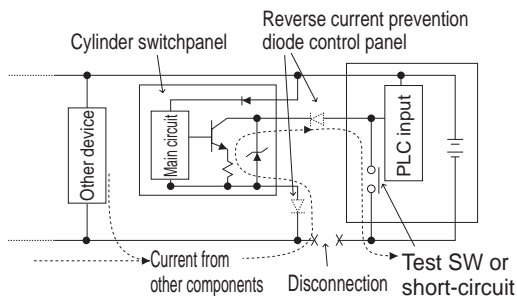 Reverse current prevention
diode control panel
Cylinder switchpanel
Other device
Main circuit
PLC input
Current from
other components
Disconnection
Test SW or
short-circuit